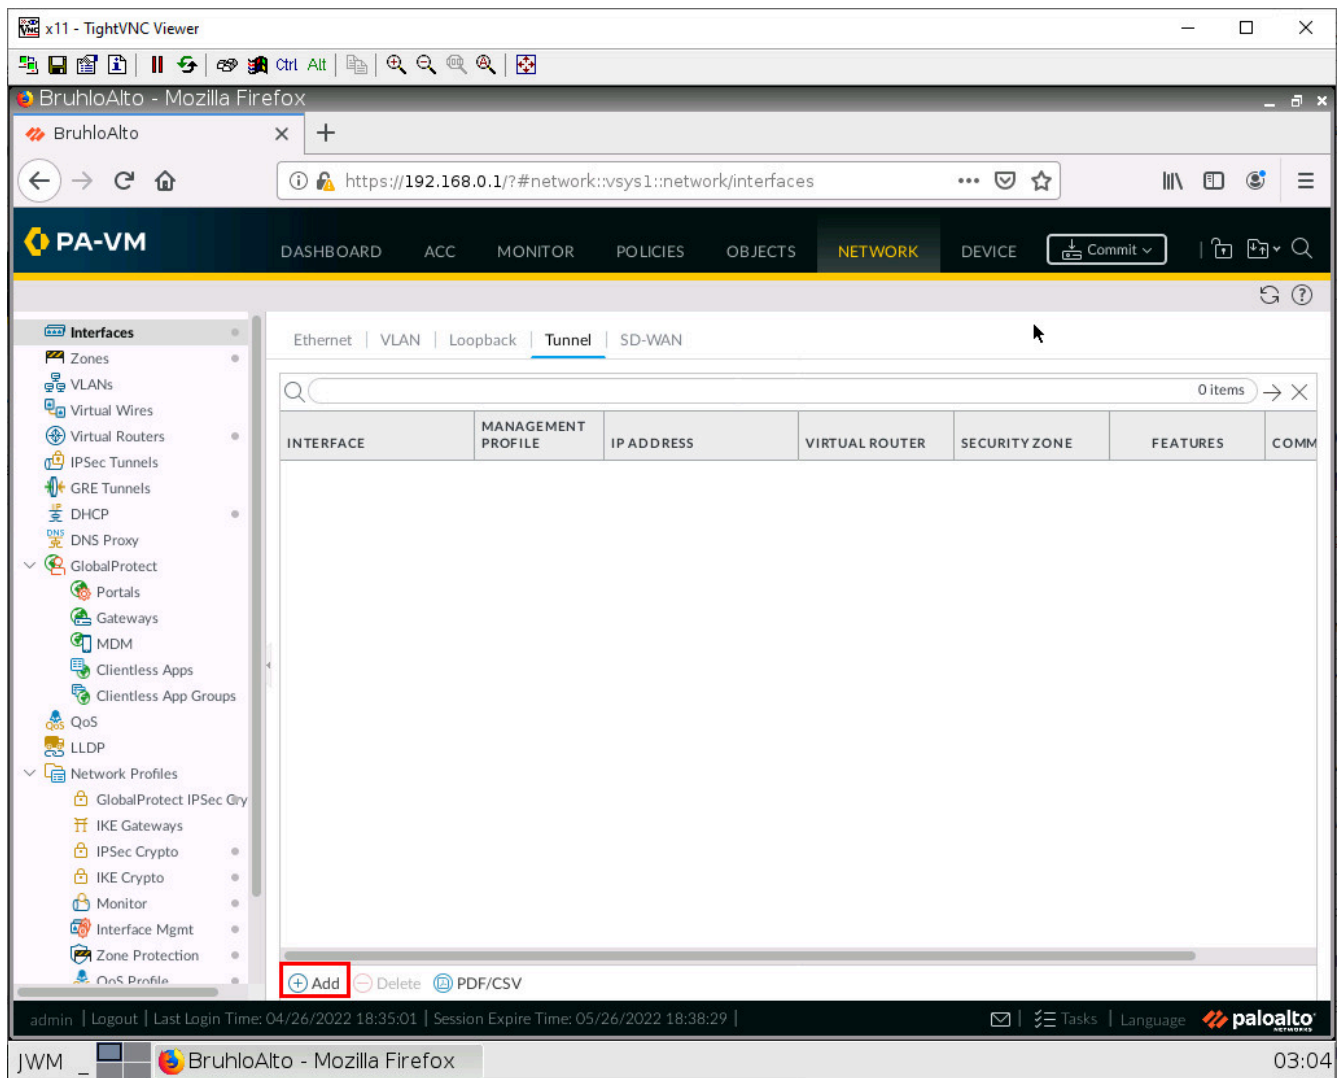 x11 - TightVNC Viewer
Ctrl Alt
BruhloAlto - Mozilla Firefox
BruhloAlto
https://192.168.0.1/?#network::vsys1::network/interfaces
PA-VM
DASHBOARD ACC MONITOR POLICIES OBJECTS NETWORK DEVICE Commit
Interfaces
Zones
VLANs
Virtual Wires
Virtual Routers
IPSec Tunnels
GRE Tunnels
DHCP
DNS Proxy
GlobalProtect
Portals
Gateways
MDM
Clientless Apps
Clientless App Groups
QoS
LLDP
Network Profiles
GlobalProtect IPSec Cry
IKE Gateways
IPSec Crypto
IKE Crypto
Monitor
Interface Mgmt
Zone Protection
QoS Profile
Ethernet | VLAN | Loopback | Tunnel | SD-WAN
0 items
INTERFACE MANAGEMENT PROFILE IP ADDRESS VIRTUAL ROUTER SECURITY ZONE FEATURES COMM
Add Delete PDF/CSV
admin | Logout | Last Login Time: 04/26/2022 18:35:01 | Session Expire Time: 05/26/2022 18:38:29 | Tasks | Language paloalto NETWORKS
JWM _ BruhloAlto - Mozilla Firefox 03:04